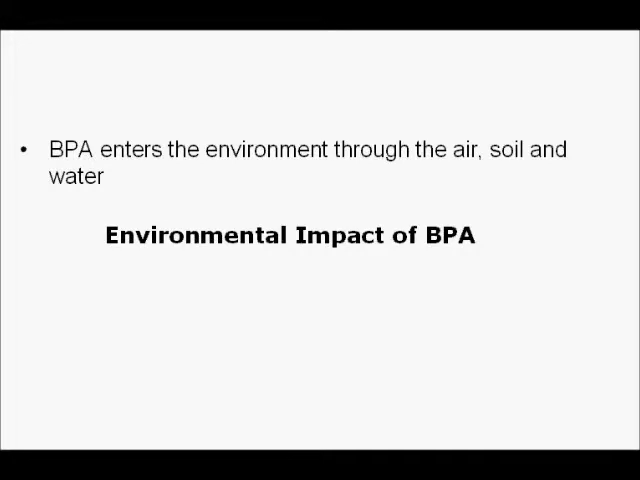 • BPA enters the environment through the air, soil and
water
Environmental Impact of BPA